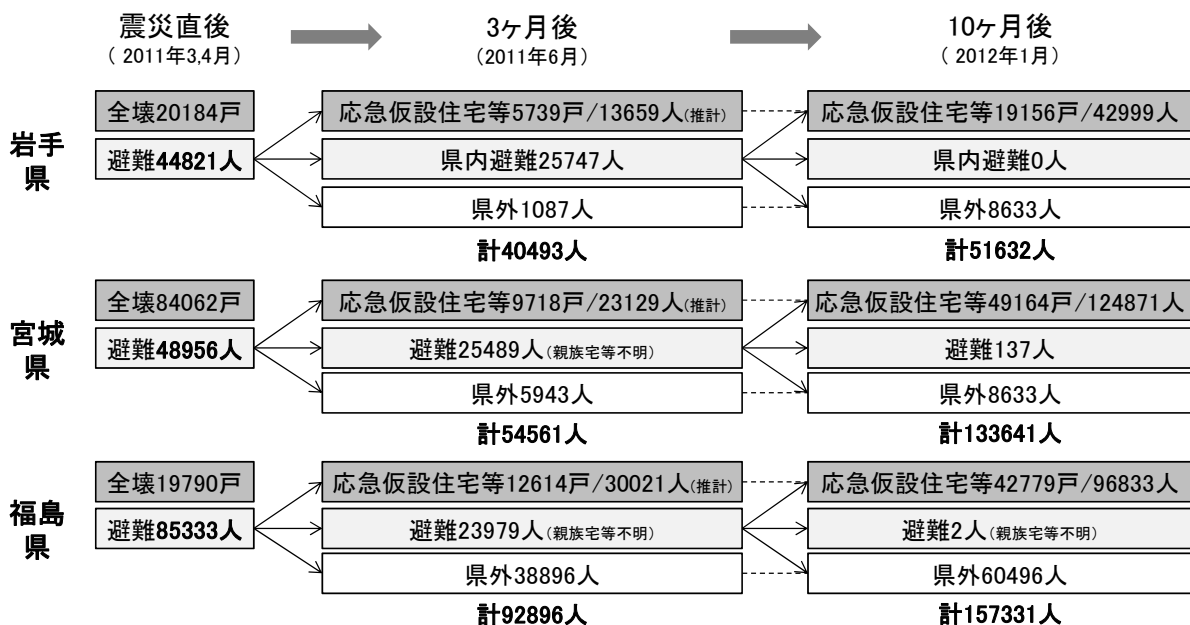 震災直後
（ 2011年3,4月）
3ヶ月後
(2011年6月)
10ヶ月後
（ 2012年1月）
岩手県
全壊20184戸
避難44821人
応急仮設住宅等5739戸/13659人(推計)
県内避難25747人
県外1087人
計40493人
応急仮設住宅等19156戸/42999人
県内避難0人
県外8633人
計51632人
宮城県
全壊84062戸
避難48956人
応急仮設住宅等9718戸/23129人(推計)
避難25489人(親族宅等不明)
県外5943人
計54561人
応急仮設住宅等49164戸/124871人
避難137人
県外8633人
計133641人
福島県
全壊19790戸
避難85333人
応急仮設住宅等12614戸/30021人(推計)
避難23979人(親族宅等不明)
県外38896人
計92896人
応急仮設住宅等42779戸/96833人
避難2人(親族宅等不明)
県外60496人
計157331人